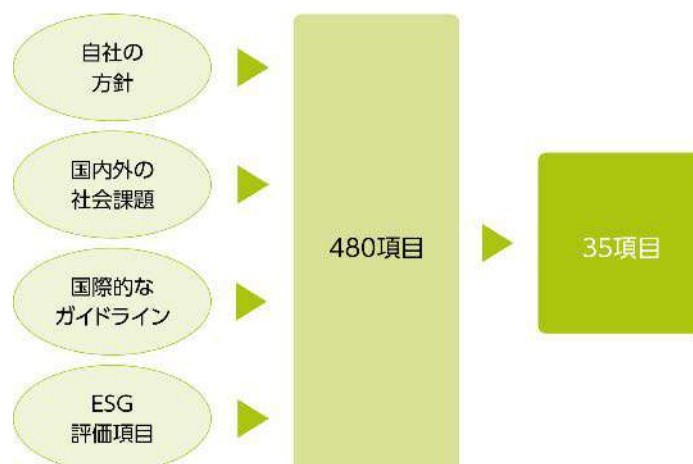 自社の
方針
国内外の
社会課題
国際的な
ガイドライン
ESG
評価項目
480項目
35項目